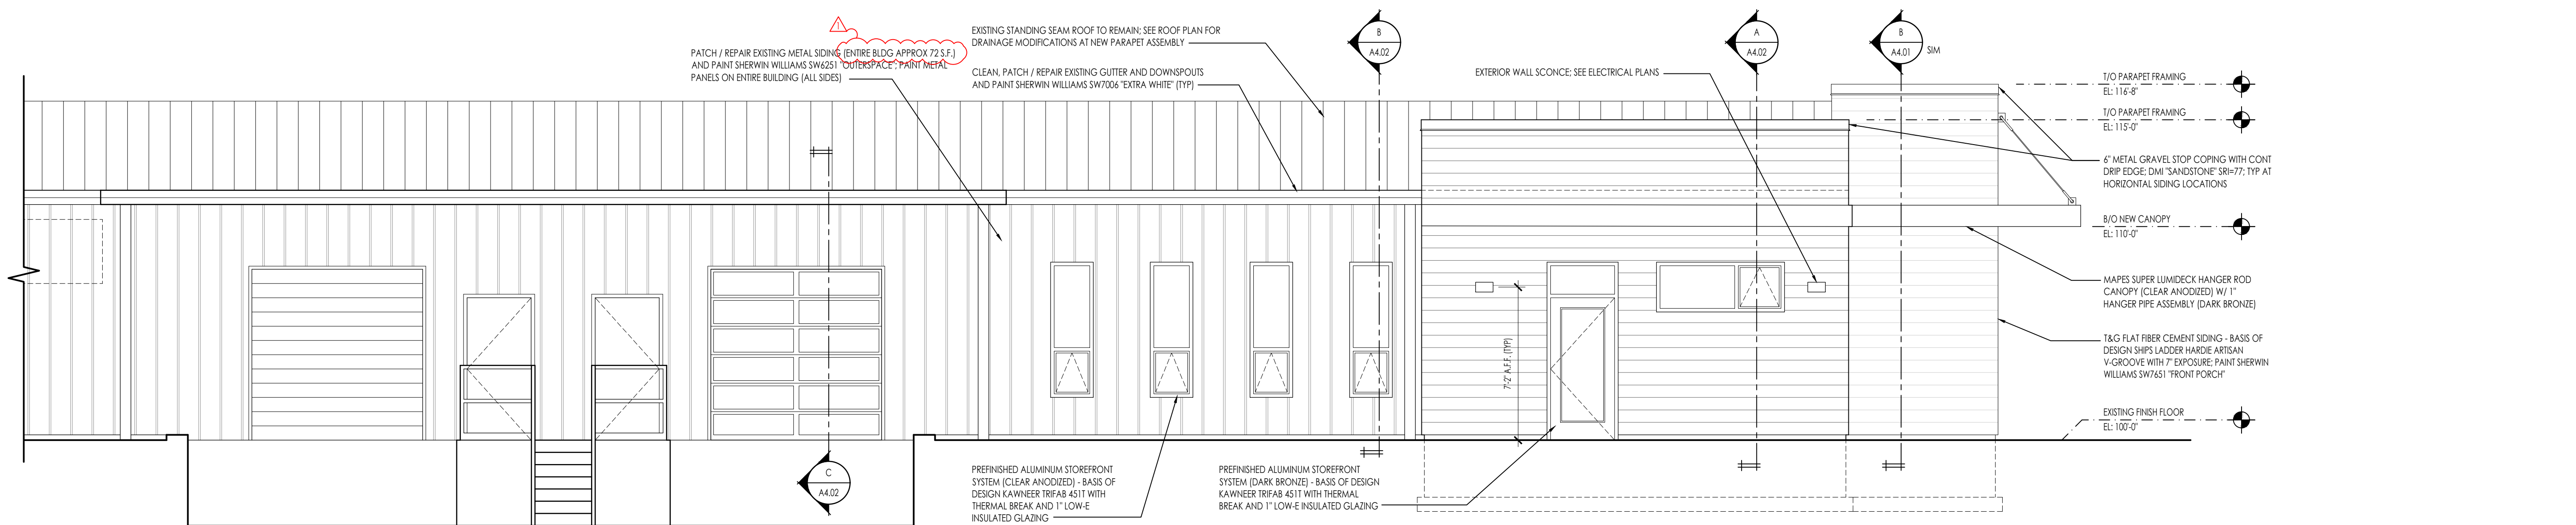 1
PATCH / REPAIR EXISTING METAL SIDING (ENTIRE BLDG APPROX 72 S.F.)
AND PAINT SHERWIN WILLIAMS SW6251 "OUTERSPACE"; PAINT METAL
PANELS ON ENTIRE BUILDING (ALL SIDES)
EXISTING STANDING SEAM ROOF TO REMAIN; SEE ROOF PLAN FOR
DRAINAGE MODIFICATIONS AT NEW PARAPET ASSEMBLY
CLEAN, PATCH / REPAIR EXISTING GUTTER AND DOWNSPOUTS
AND PAINT SHERWIN WILLIAMS SW7006 "EXTRA WHITE" (TYP)
B
A4.02
EXTERIOR WALL SCONCE; SEE ELECTRICAL PLANS
A
A4.02
B
A4.01
SIM
T/O PARAPET FRAMING
EL: 116'-8"
T/O PARAPET FRAMING
EL: 115'-0"
6" METAL GRAVEL STOP COPING WITH CONT
DRIP EDGE; DMI "SANDSTONE" SRI=77; TYP AT
HORIZONTAL SIDING LOCATIONS
B/O NEW CANOPY
EL: 110'-0"
MAPES SUPER LUMIDECK HANGER ROD
CANOPY (CLEAR ANODIZED) W/ 1"
HANGER PIPE ASSEMBLY (DARK BRONZE)
T&G FLAT FIBER CEMENT SIDING - BASIS OF
DESIGN SHIPS LADDER HARDIE ARTISAN
V-GROOVE WITH 7" EXPOSURE; PAINT SHERWIN
WILLIAMS SW7651 "FRONT PORCH"
EXISTING FINISH FLOOR
EL: 100'-0"
7'-2" A.F.F. (TYP)
C
A4.02
PREFINISHED ALUMINUM STOREFRONT
SYSTEM (CLEAR ANODIZED) - BASIS OF
DESIGN KAWNEER TRIFAB 451T WITH
THERMAL BREAK AND 1" LOW-E
INSULATED GLAZING
PREFINISHED ALUMINUM STOREFRONT
SYSTEM (DARK BRONZE) - BASIS OF DESIGN
KAWNEER TRIFAB 451T WITH THERMAL
BREAK AND 1" LOW-E INSULATED GLAZING